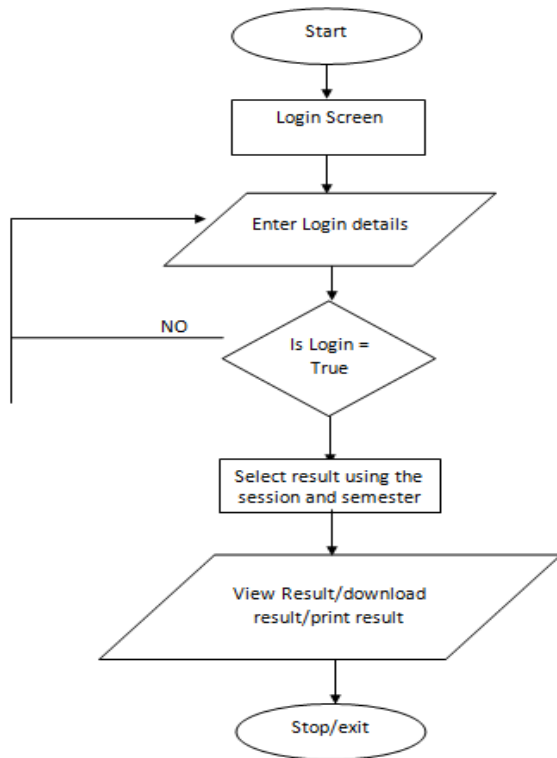 Start
Login Screen
Enter Login details
NO
Is Login =
True
Select result using the
session and semester
View Result/download
result/print result
Stop/exit